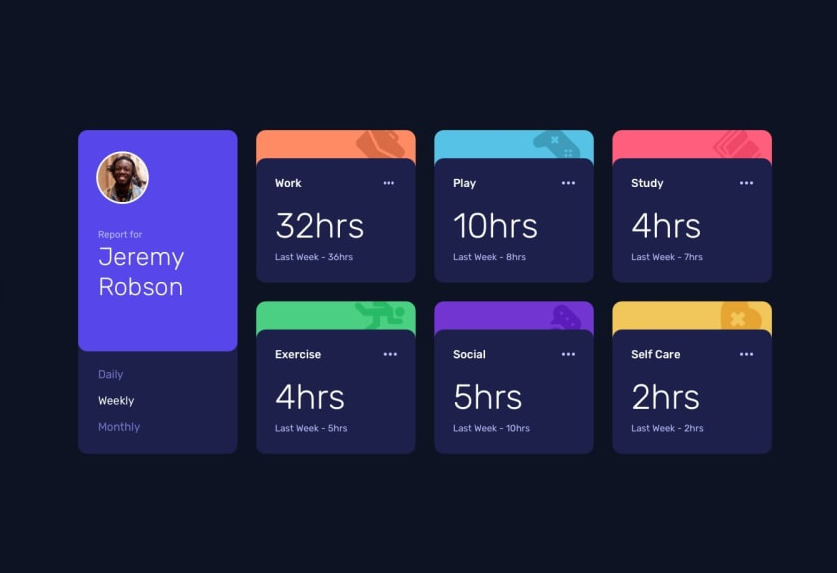 Report for
Jeremy
Robson
Daily
Weekly
Monthly
Work
32hrs
Last Week - 36hrs
Play
10hrs
Last Week - 8hrs
Study
4hrs
Last Week - 7hrs
Exercise
4hrs
Last Week - 5hrs
Social
5hrs
Last Week - 10hrs
Self Care
2hrs
Last Week - 2hrs